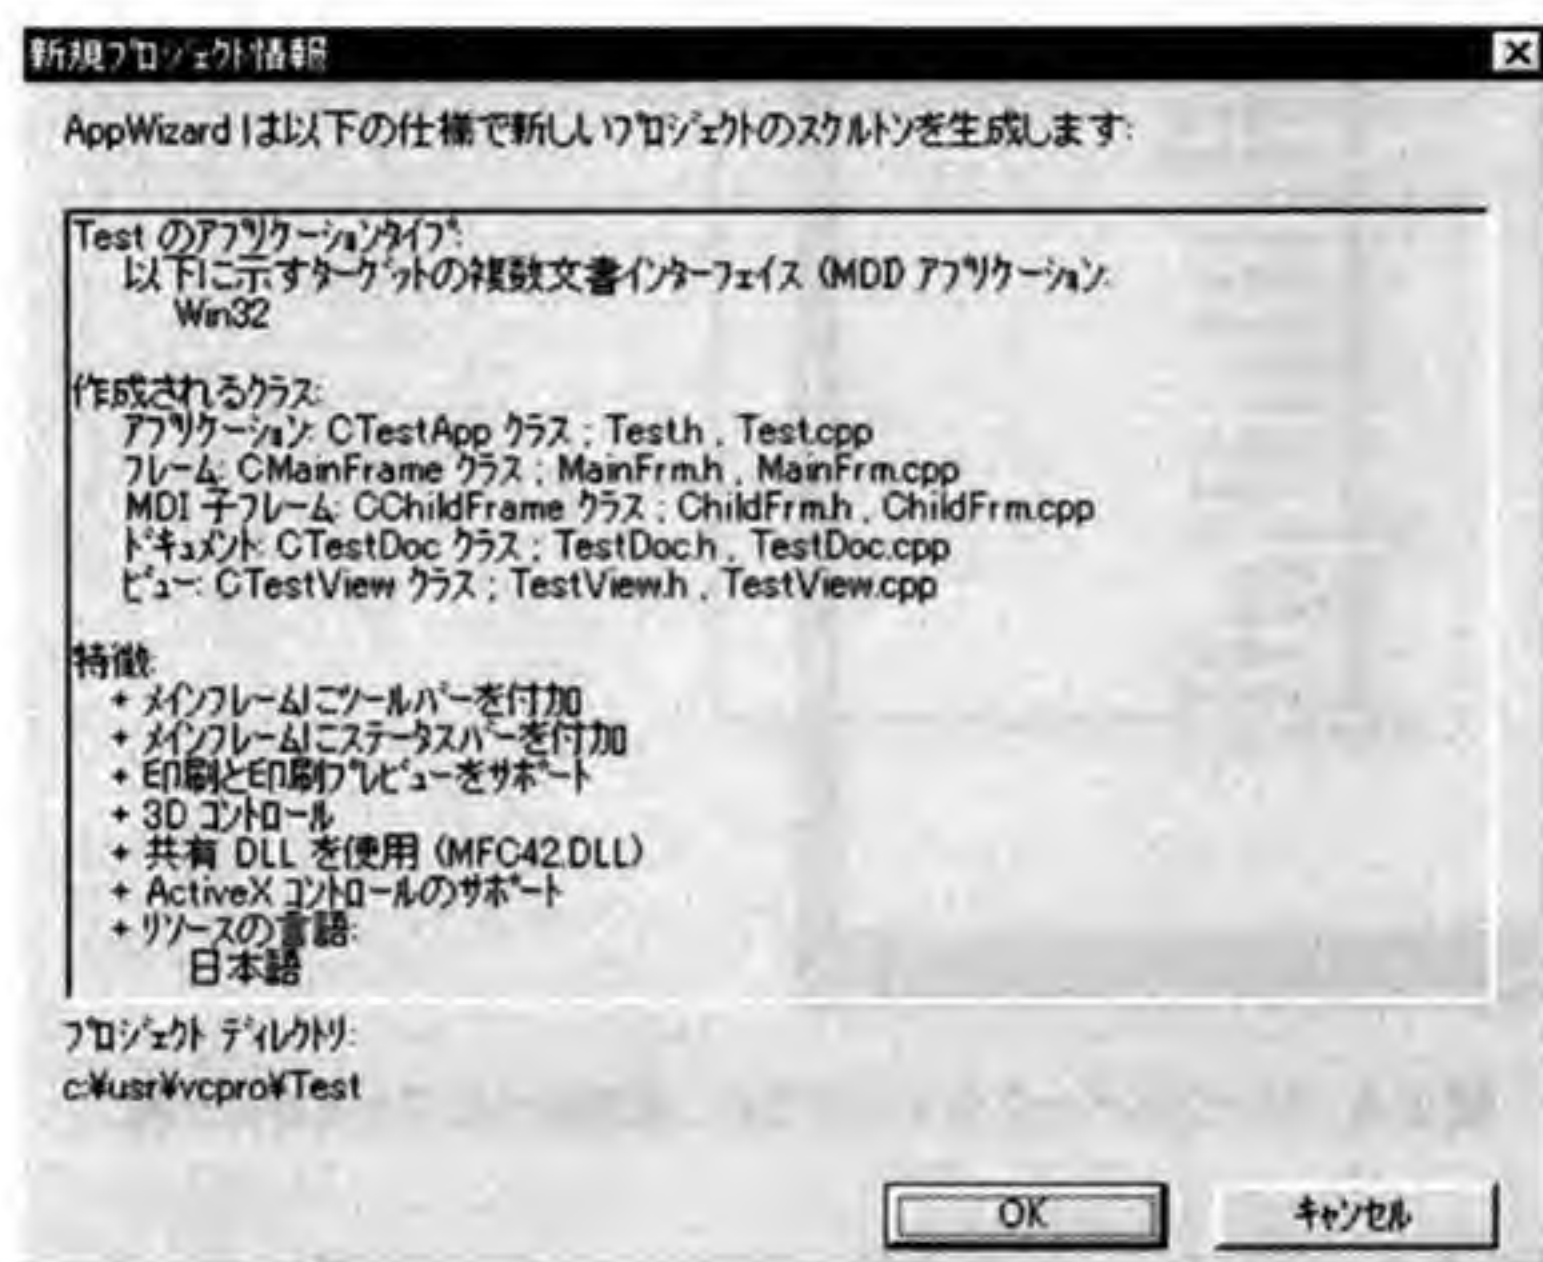 新規プロジェクト情報
AppWizard は以下の仕様で新しいプロジェクトのスケルトンを生成します:
Test のアプリケーションタイプ:
以下に示すターゲットの複数文書インターフェイス (MDI) アプリケーション:
Win32
作成されるクラス:
アプリケーション: CTestApp クラス ; Test.h , Test.cpp
フレーム: CMainFrame クラス ; MainFrm.h , MainFrm.cpp
MDI 子フレーム: CChildFrame クラス ; ChildFrm.h , ChildFrm.cpp
ドキュメント: CTestDoc クラス ; TestDoc.h , TestDoc.cpp
ビュー: CTestView クラス ; TestView.h , TestView.cpp
特徴:
+ メインフレームにツールバーを付加
+ メインフレームにステータスバーを付加
+ 印刷と印刷プレビューをサポート
+ 3D コントロール
+ 共有 DLL を使用 (MFC42.DLL)
+ ActiveX コントロールのサポート
+ リソースの言語:
日本語
プロジェクト ディレクトリ:
c:¥usr¥vcpro¥Test
OK
キャンセル